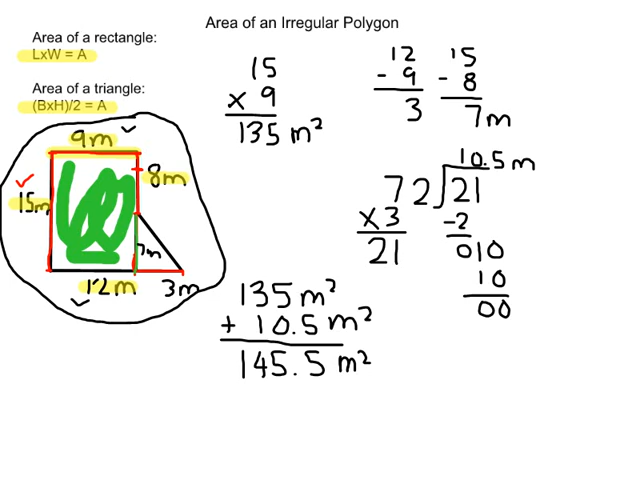 Area of an Irregular Polygon
Area of a rectangle:
LxW = A
Area of a triangle:
(BxH)/2 = A
9m
8m
15m
7m
12m
3m
15
x 9
135 m²
12
- 9
3
15
- 8
7m
7
x3
21
10.5 m
2)21
-2
010
10
00
135 m²
+ 10.5 m²
145.5 m²